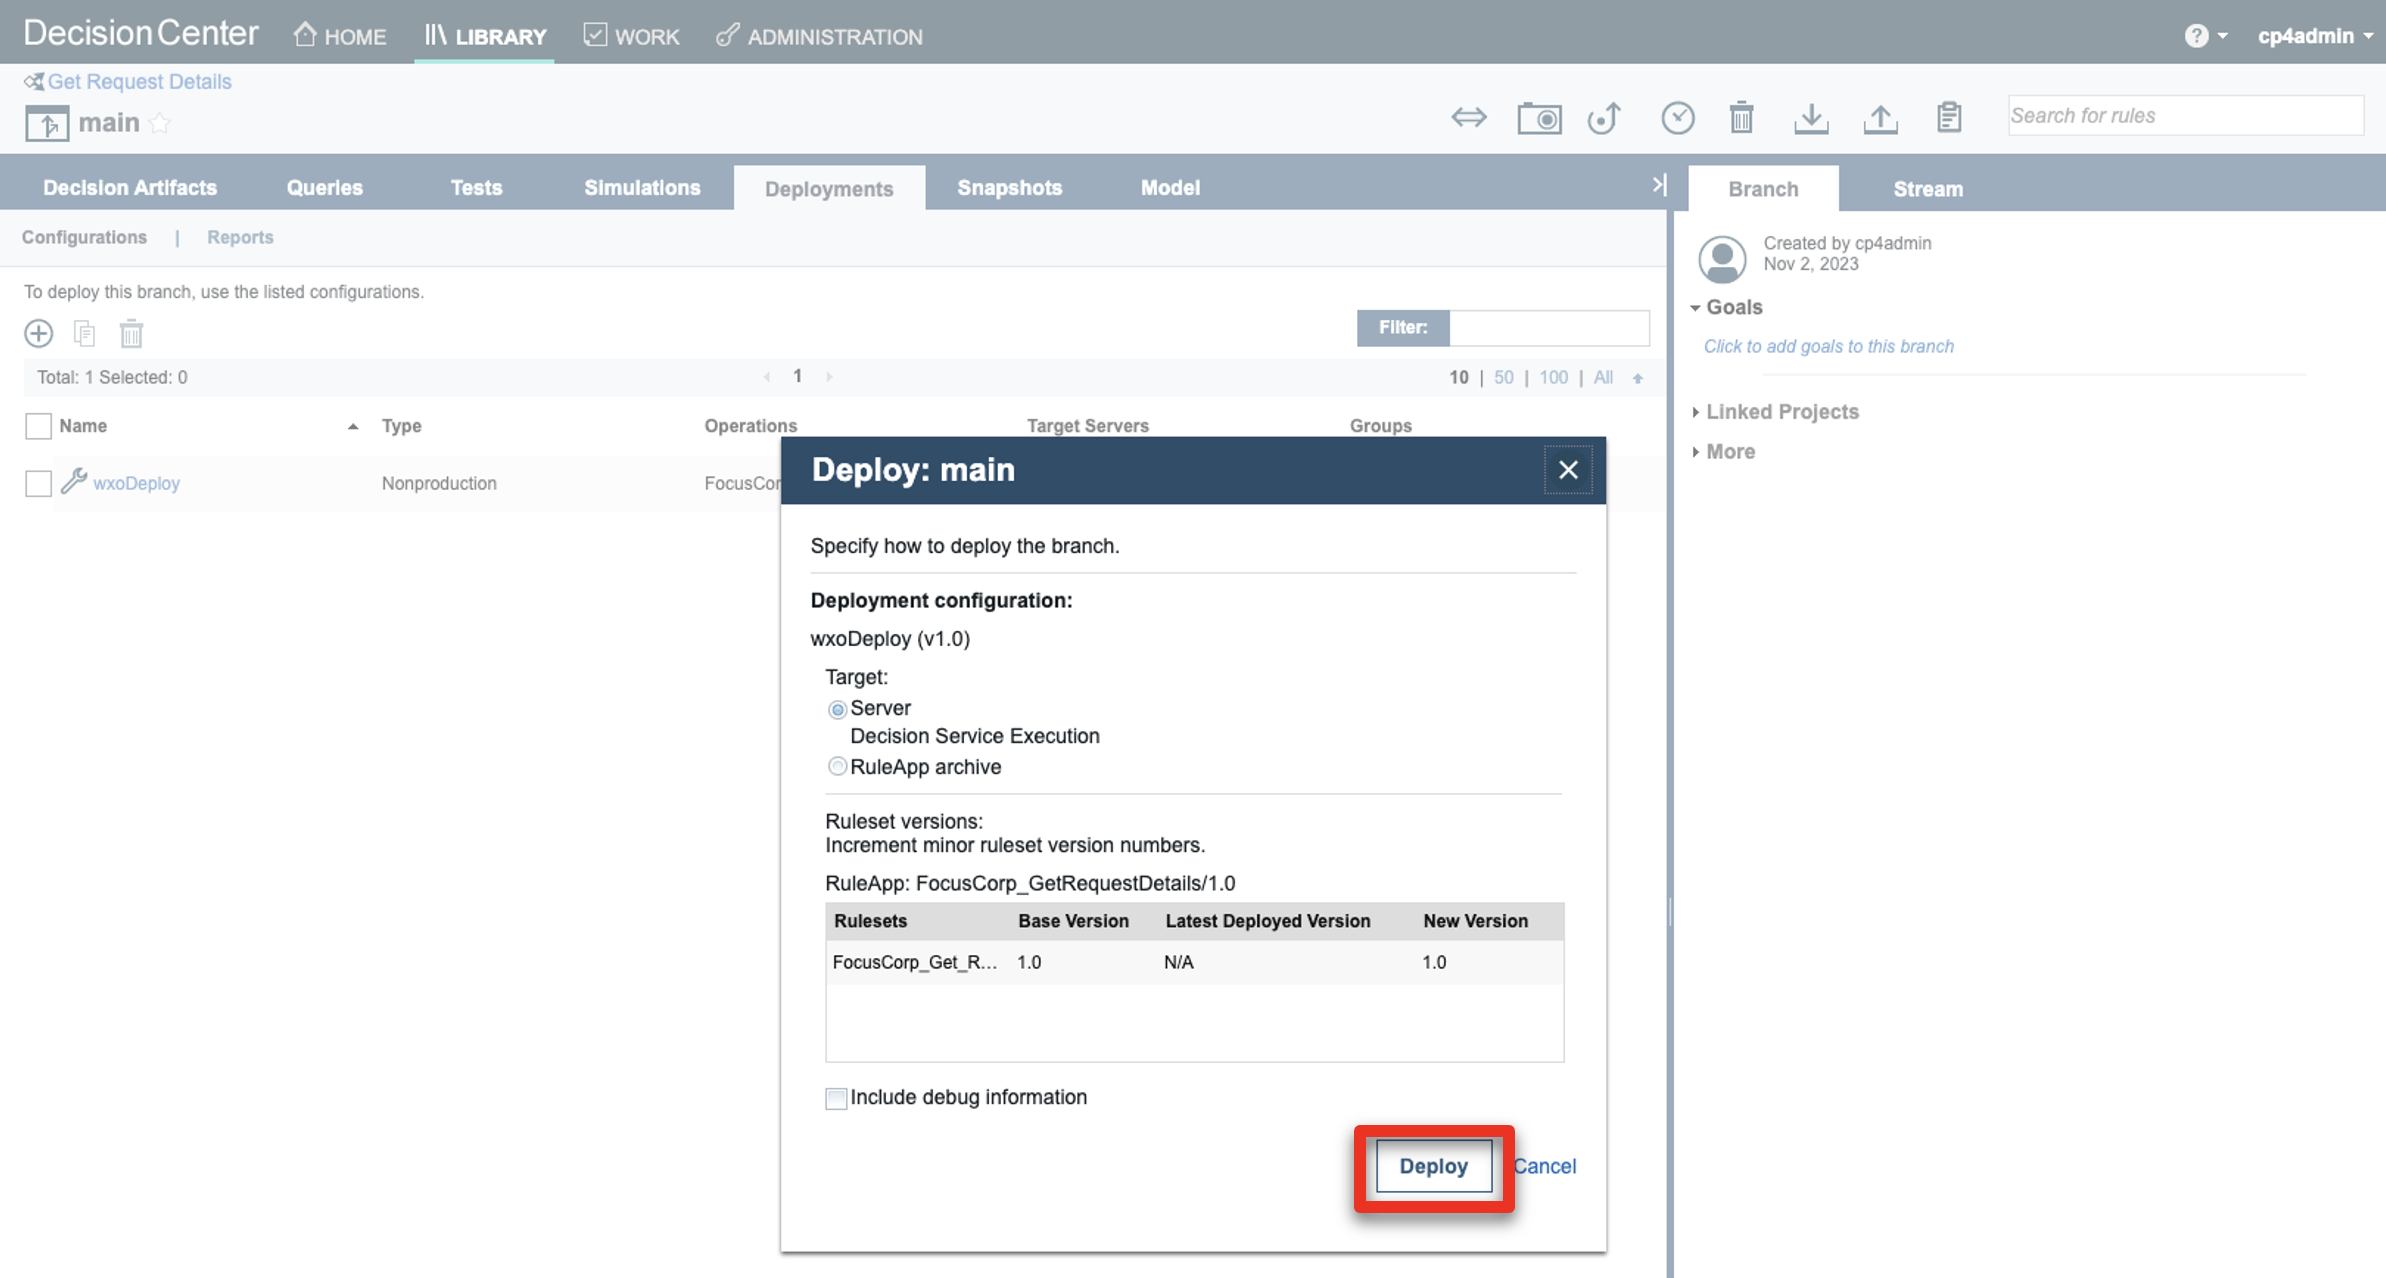 Decision Center HOME LIBRARY WORK ADMINISTRATION ? cp4admin
Get Request Details
main Search for rules
Decision Artifacts Queries Tests Simulations Deployments Snapshots Model Branch Stream
Configurations | Reports
Created by cp4admin
Nov 2, 2023
To deploy this branch, use the listed configurations.
Goals
Filter:
Click to add goals to this branch
Total: 1 Selected: 0 1 10 | 50 | 100 | All
Linked Projects
Name Type Operations Target Servers Groups
More
wxoDeploy Nonproduction FocusCor
Deploy: main
Specify how to deploy the branch.
Deployment configuration:
wxoDeploy (v1.0)
Target:
Server
Decision Service Execution
RuleApp archive
Ruleset versions:
Increment minor ruleset version numbers.
RuleApp: FocusCorp_GetRequestDetails/1.0
Rulesets Base Version Latest Deployed Version New Version
FocusCorp_Get_R... 1.0 N/A 1.0
Include debug information
Deploy Cancel